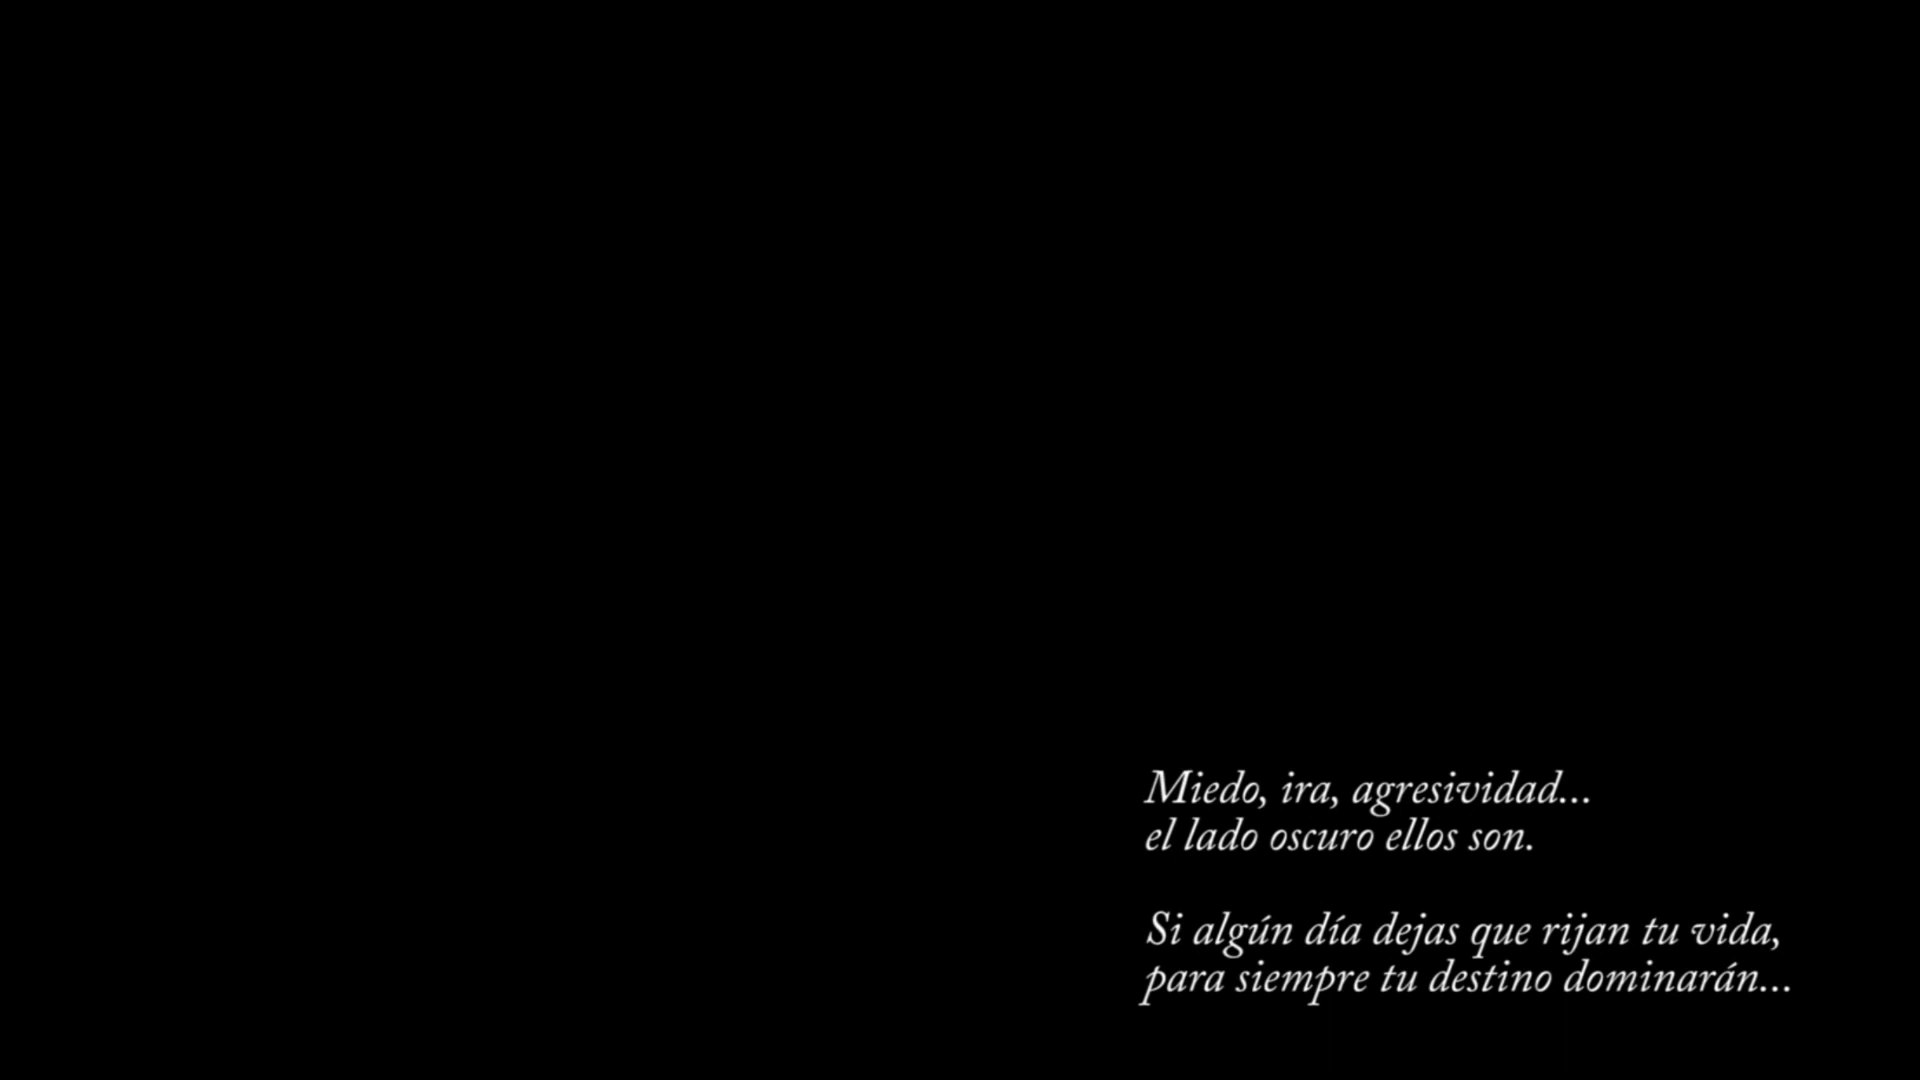 Miedo, ira, agresividad...
el lado oscuro ellos son.
Si algún día dejas que rijan tu vida,
para siempre tu destino dominarán...